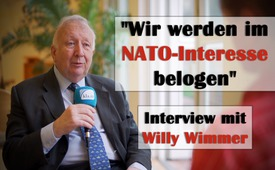 "Wir werden im
NATO-Interesse
belogen"
Interview mit
Willy Wimmer